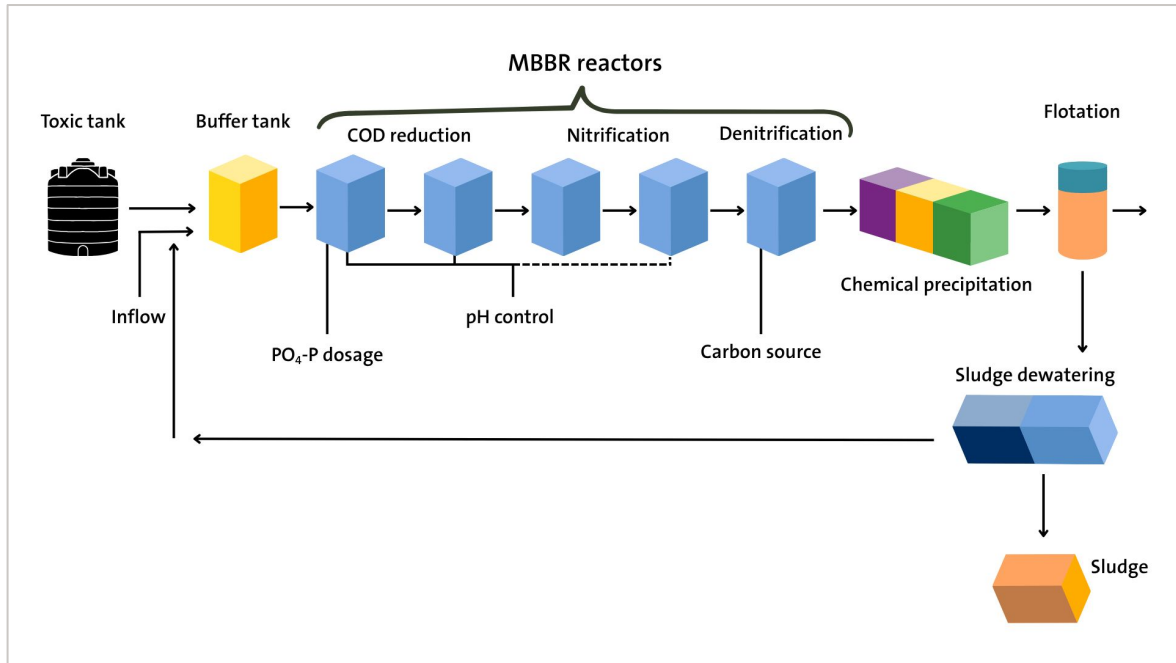 MBBR reactors
Toxic tank
Buffer tank
COD reduction
Nitrification
Denitrification
Flotation
Chemical precipitation
Inflow
pH control
PO₄-P dosage
Carbon source
Sludge dewatering
Sludge